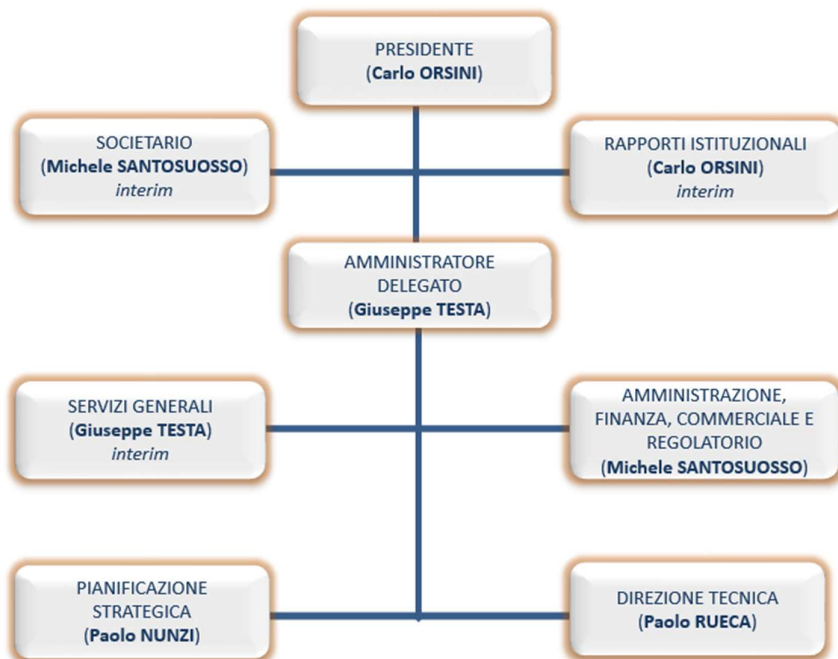 PRESIDENTE
(Carlo ORSINI)
SOCIETARIO
(Michele SANTOSUOSSO)
interim
RAPPORTI ISTITUZIONALI
(Carlo ORSINI)
interim
AMMINISTRATORE
DELEGATO
(Giuseppe TESTA)
SERVIZI GENERALI
(Giuseppe TESTA)
interim
AMMINISTRAZIONE,
FINANZA, COMMERCIALE E
REGOLATORIO
(Michele SANTOSUOSSO)
PIANIFICAZIONE
STRATEGICA
(Paolo NUNZI)
DIREZIONE TECNICA
(Paolo RUECA)